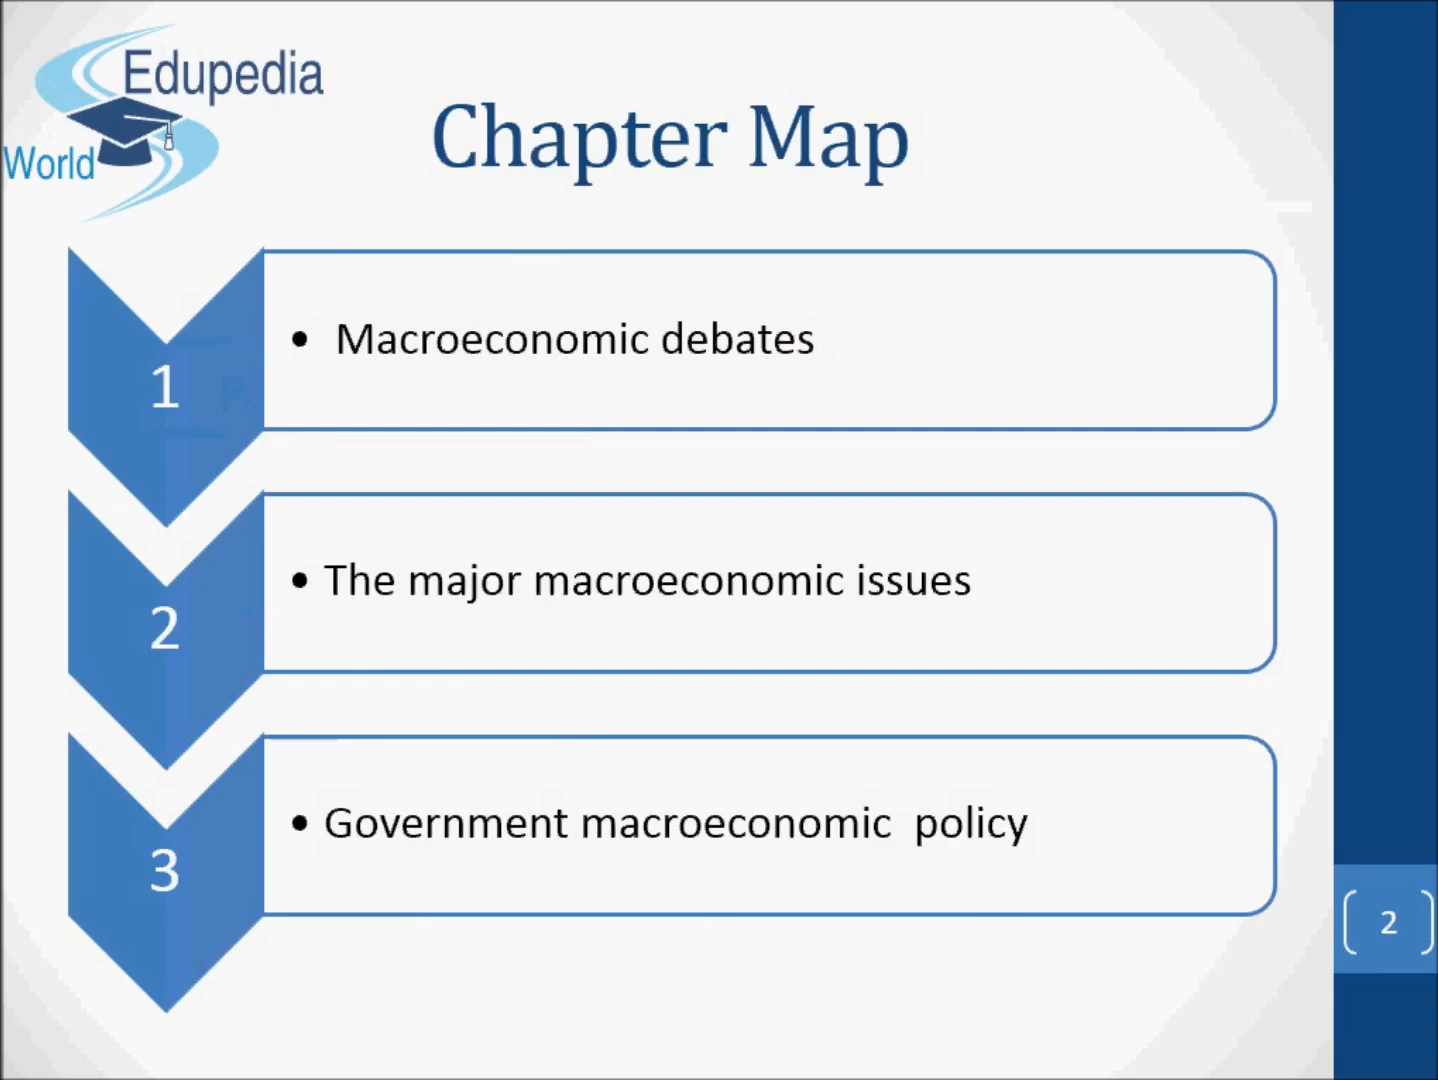 Edupedia
World
Chapter Map
1
• Macroeconomic debates
2
• The major macroeconomic issues
3
• Government macroeconomic policy
2